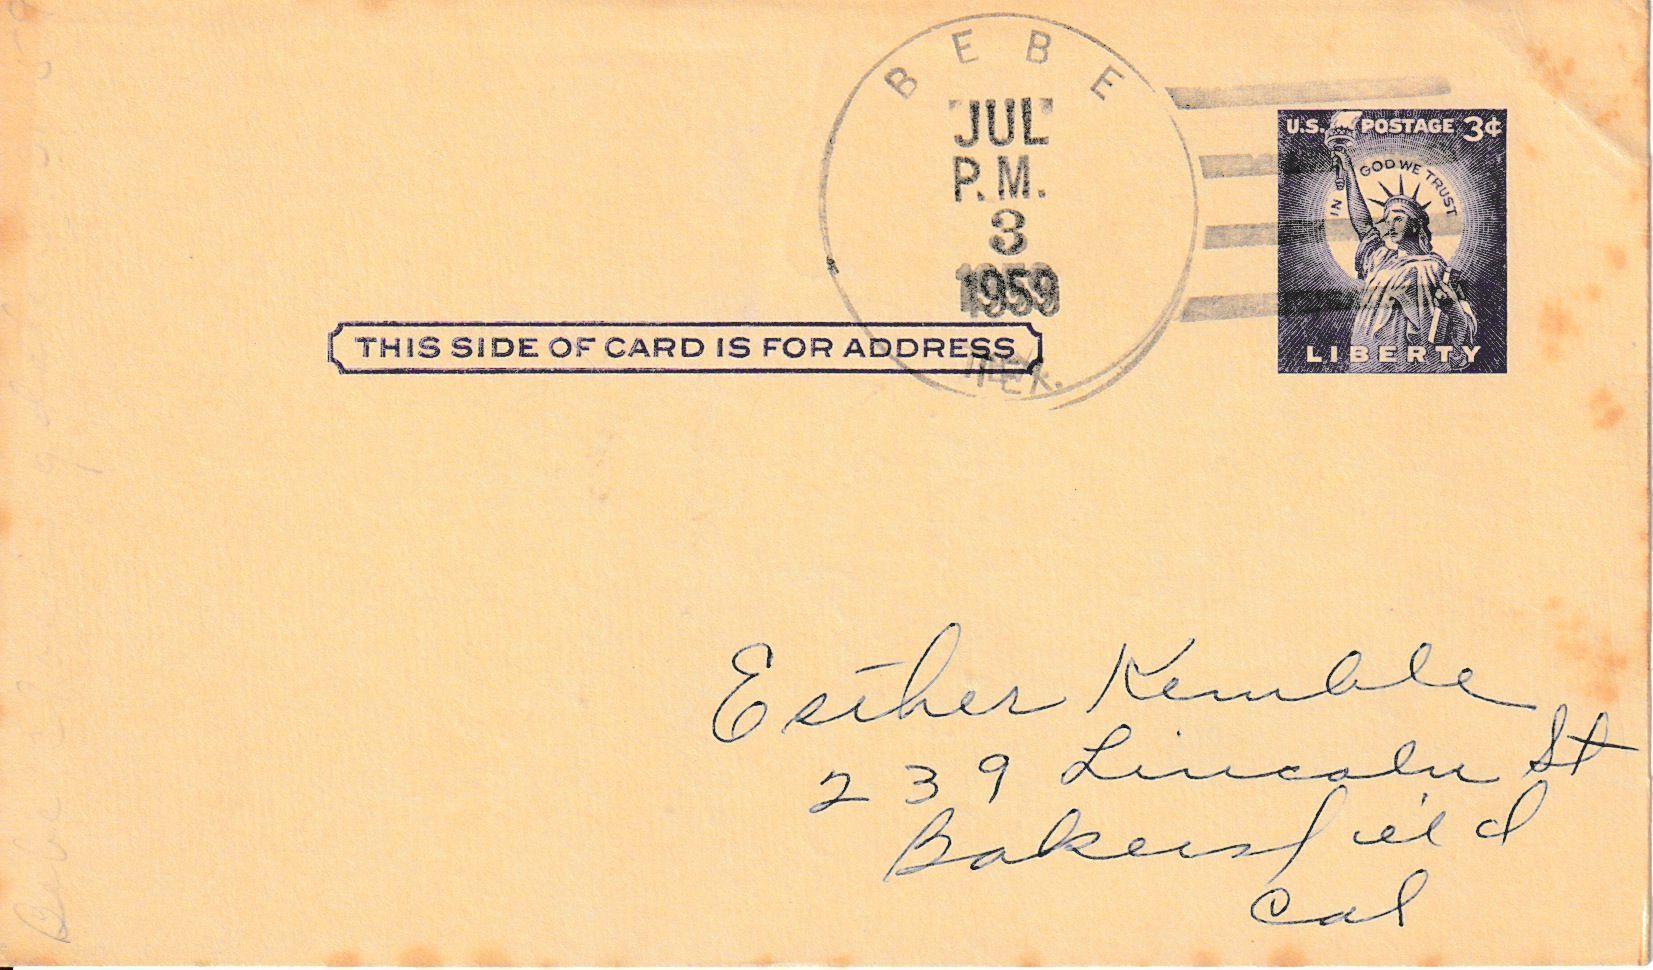 BEBE
JUL
P.M.
3
1959
TEX.
U.S. POSTAGE 3¢
IN GOD WE TRUST
LIBERTY
THIS SIDE OF CARD IS FOR ADDRESS
Esther Kemble
239 Lincoln St
Bakersfield
Cal
Bebe